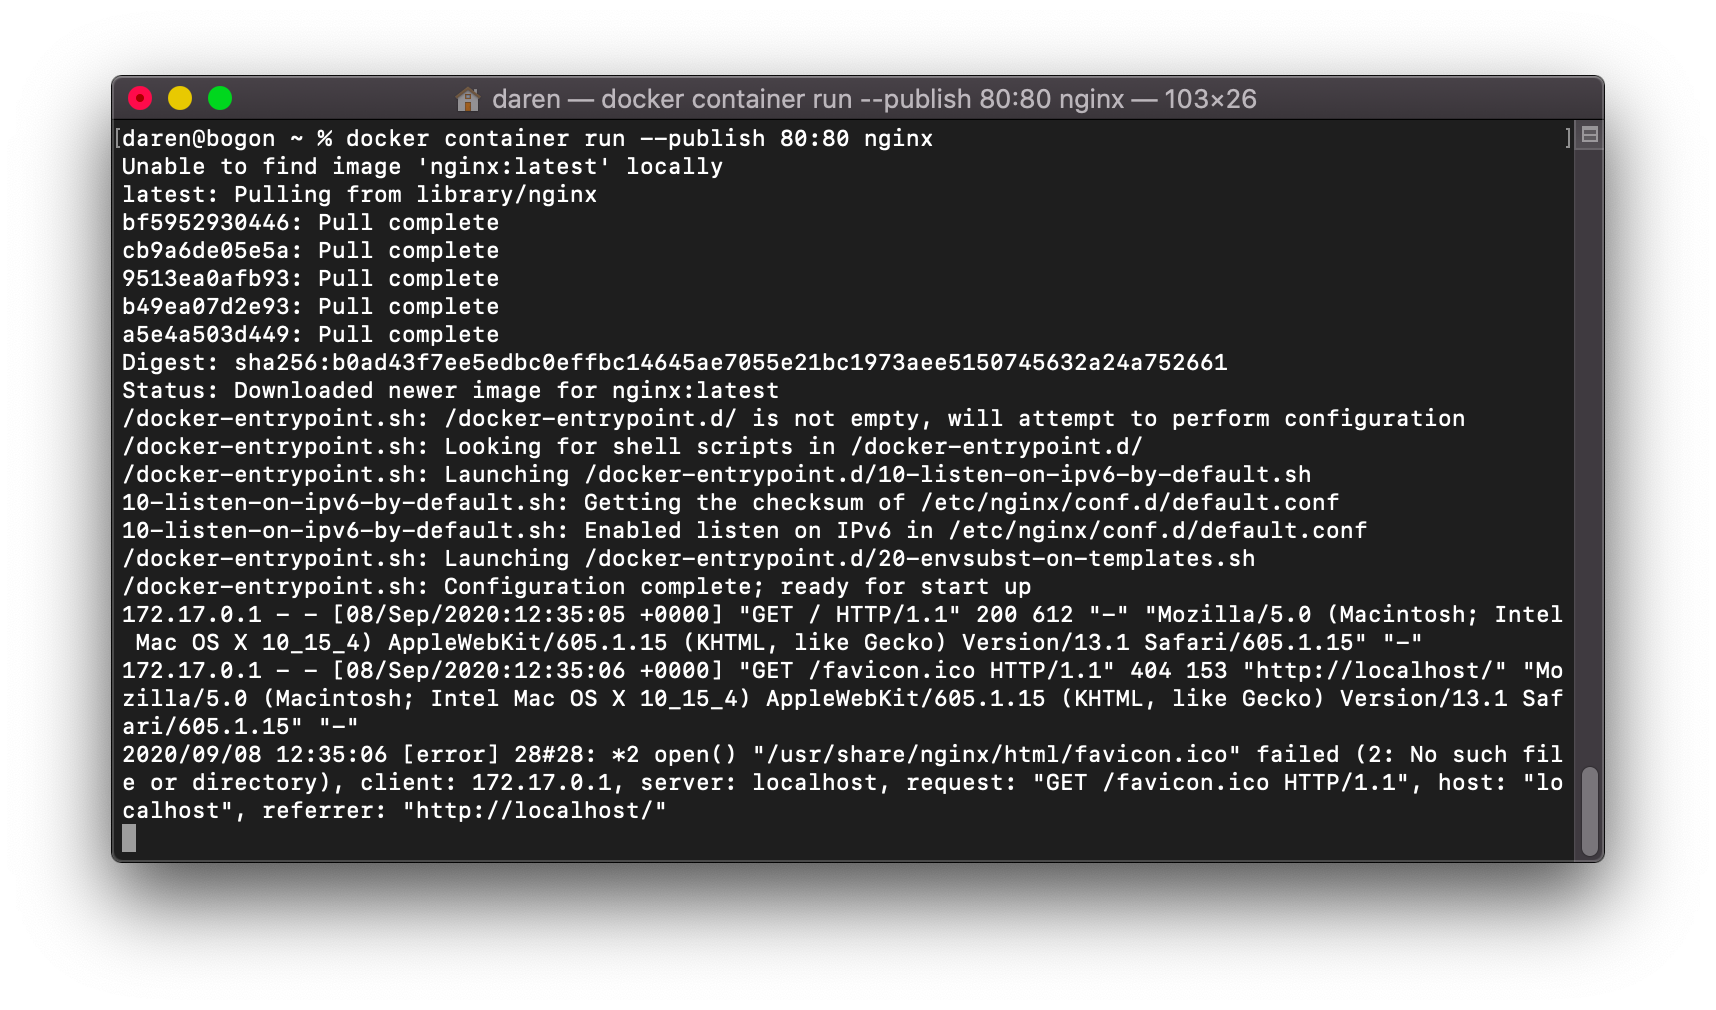 daren — docker container run --publish 80:80 nginx — 103×26
[daren@bogon ~ % docker container run --publish 80:80 nginx ]
Unable to find image 'nginx:latest' locally
latest: Pulling from library/nginx
bf5952930446: Pull complete
cb9a6de05e5a: Pull complete
9513ea0afb93: Pull complete
b49ea07d2e93: Pull complete
a5e4a503d449: Pull complete
Digest: sha256:b0ad43f7ee5edbc0effbc14645ae7055e21bc1973aee5150745632a24a752661
Status: Downloaded newer image for nginx:latest
/docker-entrypoint.sh: /docker-entrypoint.d/ is not empty, will attempt to perform configuration
/docker-entrypoint.sh: Looking for shell scripts in /docker-entrypoint.d/
/docker-entrypoint.sh: Launching /docker-entrypoint.d/10-listen-on-ipv6-by-default.sh
10-listen-on-ipv6-by-default.sh: Getting the checksum of /etc/nginx/conf.d/default.conf
10-listen-on-ipv6-by-default.sh: Enabled listen on IPv6 in /etc/nginx/conf.d/default.conf
/docker-entrypoint.sh: Launching /docker-entrypoint.d/20-envsubst-on-templates.sh
/docker-entrypoint.sh: Configuration complete; ready for start up
172.17.0.1 - - [08/Sep/2020:12:35:05 +0000] "GET / HTTP/1.1" 200 612 "-" "Mozilla/5.0 (Macintosh; Intel
 Mac OS X 10_15_4) AppleWebKit/605.1.15 (KHTML, like Gecko) Version/13.1 Safari/605.1.15" "-"
172.17.0.1 - - [08/Sep/2020:12:35:06 +0000] "GET /favicon.ico HTTP/1.1" 404 153 "http://localhost/" "Mo
zilla/5.0 (Macintosh; Intel Mac OS X 10_15_4) AppleWebKit/605.1.15 (KHTML, like Gecko) Version/13.1 Saf
ari/605.1.15" "-"
2020/09/08 12:35:06 [error] 28#28: *2 open() "/usr/share/nginx/html/favicon.ico" failed (2: No such fil
e or directory), client: 172.17.0.1, server: localhost, request: "GET /favicon.ico HTTP/1.1", host: "lo
calhost", referrer: "http://localhost/"